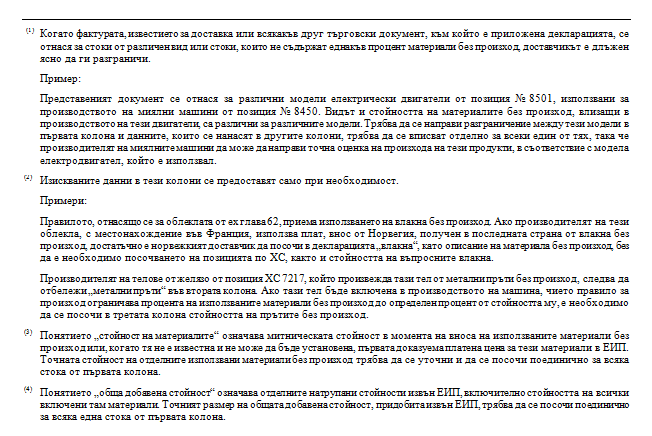 (1) Когато фактурата, известието за доставка или всякакъв друг търговски документ, към който е приложена декларацията, се
отнася за стоки от различен вид или стоки, които не съдържат еднакъв процент материали без произход, доставчикът е длъжен
ясно да ги разграничи.
Пример:
Представеният документ се отнася за различни модели електрически двигатели от позиция № 8501, използвани за
производството на миялни машини от позиция № 8450. Видът и стойността на материалите без произход, влизащи в
производството на тези двигатели, са различни за различните модели. Трябва да се направи разграничение между тези модели в
първата колона и данните, които се нанасят в другите колони, трябва да се вписват отделно за всеки един от тях, така че
производителят на миялните машини да може да направи точна оценка на произхода на тези продукти, в съответствие с модела
електродвигател, който е използвал.
(2) Изискваните данни в тези колони се предоставят само при необходимост.
Примери:
Правилото, отнасящо се за облеклата от ex глава 62, приема използването на влакна без произход. Ако производителят на тези
облекла, с местонахождение във Франция, използва плат, внос от Норвегия, получен в последната страна от влакна без
произход, достатъчно е норвежкият доставчик да посочи в декларацията „влакна“, като описание на материала без произход, без
да е необходимо посочването на позицията по ХС, както и стойността на въпросните влакна.
Производителят на телове от желязо от позиция ХС 7217, който произвежда тази тел от метални пръти без произход, следва да
отбележи „метални пръти“ във втората колона. Ако тази тел бъде включена в производството на машина, чието правило за
произход ограничава процента на използваните материали без произход до определен процент от стойността му, е необходимо
да се посочи в третата колона стойността на прътите без произход.
(3) Понятието „стойност на материалите“ означава митническата стойност в момента на вноса на използваните материали без
произход или, когато тя не е известна и не може да бъде установена, първата доказуема платена цена за тези материали в ЕИП.
Точната стойност на отделните използвани материали без произход трябва да се уточни и да се посочи поединично за всяка
стока от първата колона.
(4) Понятието „обща добавена стойност“ означава отделните натрупани стойности извън ЕИП, включително стойността на всички
включени там материали. Точният размер на общата добавена стойност, придобита извън ЕИП, трябва да се посочи поединично
за всяка една стока от първата колона.